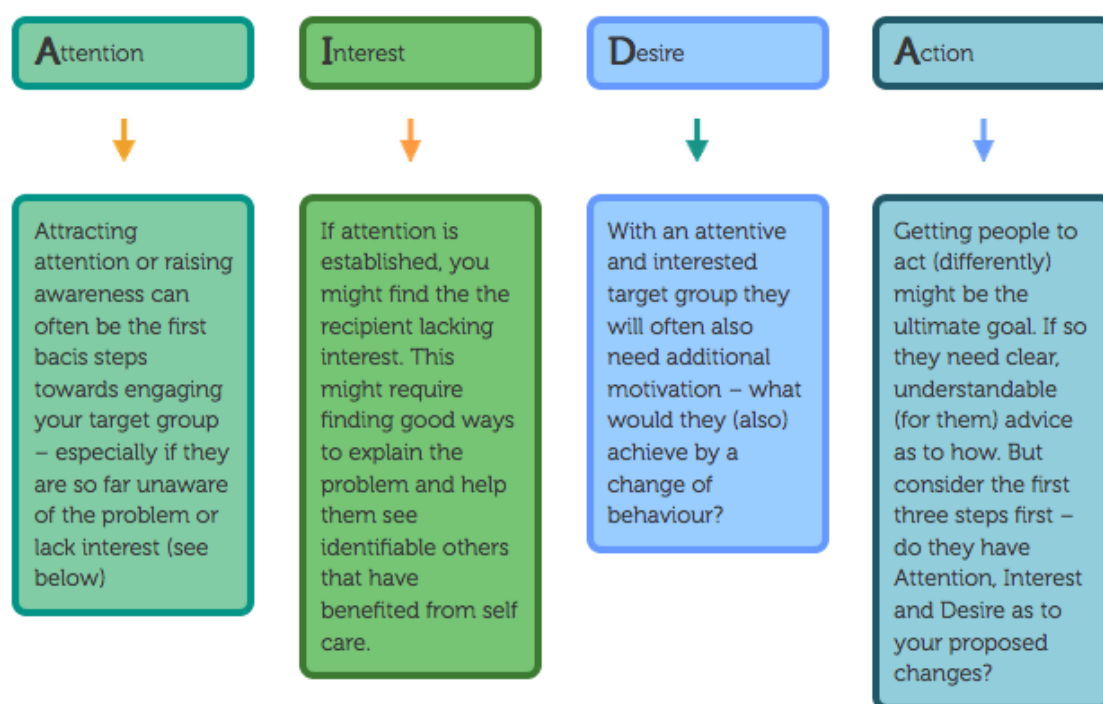 Attention
Attracting
attention or raising
awareness can
often be the first
bacis steps
towards engaging
your target group
– especially if they
are so far unaware
of the problem or
lack interest (see
below)
Interest
If attention is
established, you
might find the the
recipient lacking
interest. This
might require
finding good ways
to explain the
problem and help
them see
identifiable others
that have
benefited from self
care.
Desire
With an attentive
and interested
target group they
will often also
need additional
motivation – what
would they (also)
achieve by a
change of
behaviour?
Action
Getting people to
act (differently)
might be the
ultimate goal. If so
they need clear,
understandable
(for them) advice
as to how. But
consider the first
three steps first –
do they have
Attention, Interest
and Desire as to
your proposed
changes?